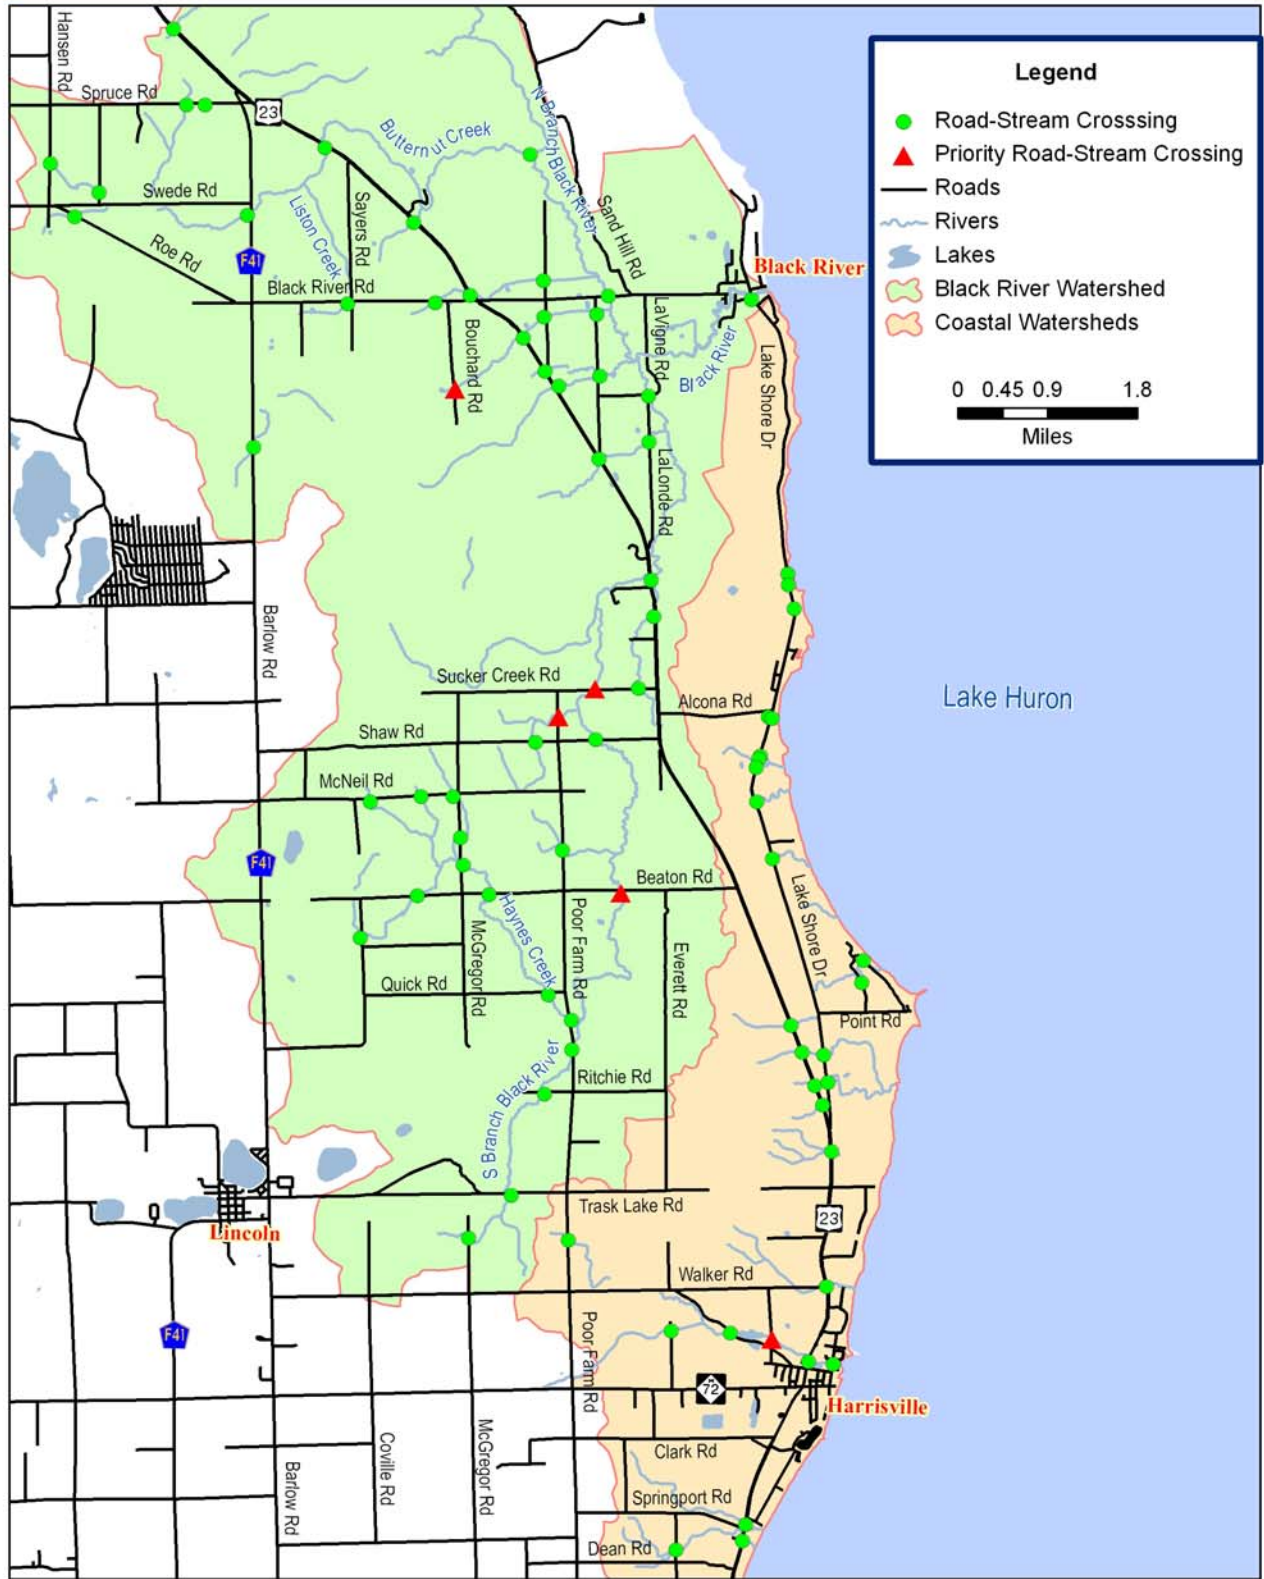 Hansen Rd
Spruce Rd
23
Butternut Creek
N Branch Black River
Swede Rd
Liston Creek
Sayers Rd
Sand Hill Rd
Roe Rd
F41
Black River Rd
Black River
Bouchard Rd
LaVigne Rd
Black River
Lake Shore Dr
LaLonde Rd
Legend
Road-Stream Crosssing
Priority Road-Stream Crossing
Roads
Rivers
Lakes
Black River Watershed
Coastal Watersheds
0 0.45 0.9 1.8
Miles
Barlow Rd
Sucker Creek Rd
Alcona Rd
Lake Huron
Shaw Rd
McNeil Rd
F41
Beaton Rd
Lake Shore Dr
Haynes Creek
McGregor Rd
Poor Farm Rd
Everett Rd
Quick Rd
Point Rd
S Branch Black River
Ritchie Rd
Trask Lake Rd
23
Lincoln
Walker Rd
F41
Poor Farm Rd
72
Harrisville
Clark Rd
Coville Rd
McGregor Rd
Barlow Rd
Springport Rd
Dean Rd